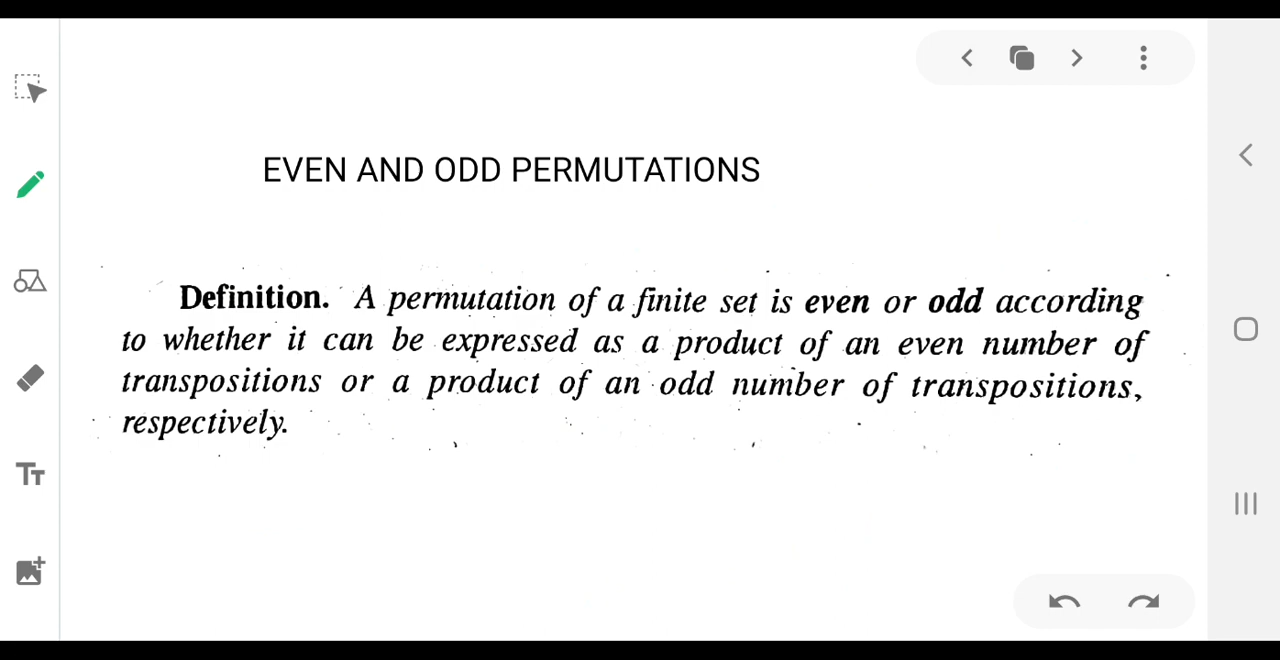 EVEN AND ODD PERMUTATIONS
Definition. A permutation of a finite set is even or odd according
to whether it can be expressed as a product of an even number of
transpositions or a product of an odd number of transpositions,
respectively.
TT